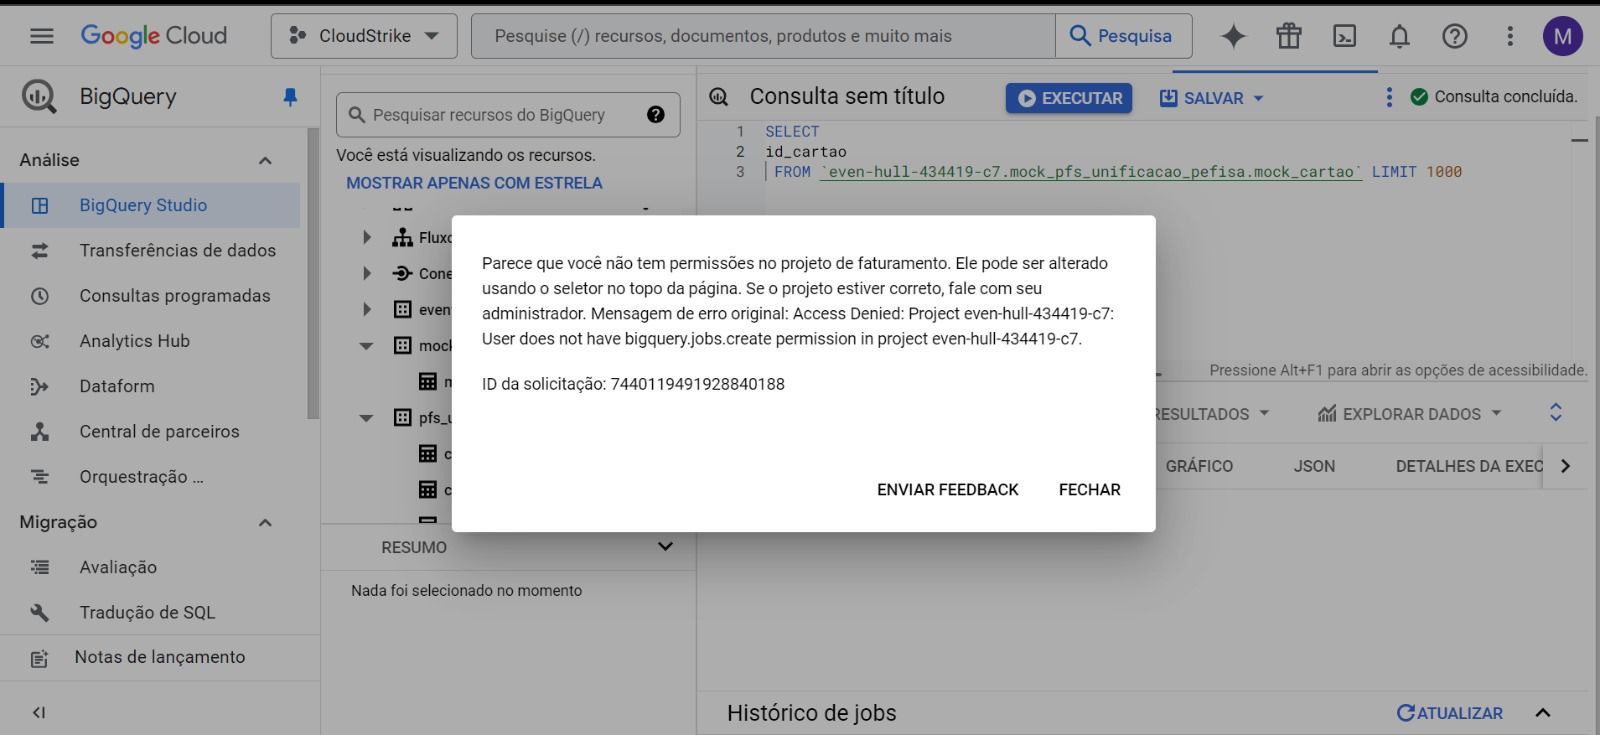 Google Cloud
CloudStrike
Pesquise (/) recursos, documentos, produtos e muito mais
Pesquisa
M
BigQuery
Análise
BigQuery Studio
Transferências de dados
Consultas programadas
Analytics Hub
Dataform
Central de parceiros
Orquestração ...
Migração
Avaliação
Tradução de SQL
Notas de lançamento
Pesquisar recursos do BigQuery
Você está visualizando os recursos.
MOSTRAR APENAS COM ESTRELA
RESUMO
Nada foi selecionado no momento
Consulta sem título
EXECUTAR
SALVAR
Consulta concluída.
1 SELECT
2 id_cartao
3 FROM `even-hull-434419-c7.mock_pfs_unificacao_pefisa.mock_cartao` LIMIT 1000
Parece que você não tem permissões no projeto de faturamento. Ele pode ser alterado
usando o seletor no topo da página. Se o projeto estiver correto, fale com seu
administrador. Mensagem de erro original: Access Denied: Project even-hull-434419-c7:
User does not have bigquery.jobs.create permission in project even-hull-434419-c7.
ID da solicitação: 7440119491928840188
ENVIAR FEEDBACK
FECHAR
Pressione Alt+F1 para abrir as opções de acessibilidade.
RESULTADOS
EXPLORAR DADOS
GRÁFICO
JSON
DETALHES DA EXEC
Histórico de jobs
ATUALIZAR